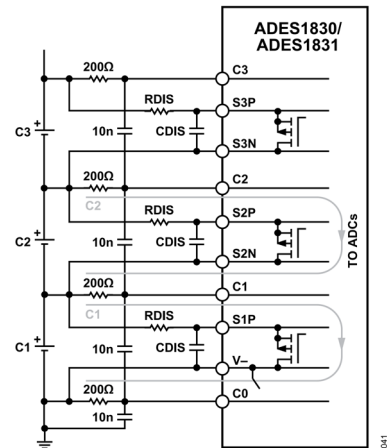 ADES1830/
ADES1831
200Ω
C3
RDIS
S3P
C3
+
10n
CDIS
S3N
200Ω
C2
C2
RDIS
S2P
C2
+
10n
CDIS
S2N
TO ADCs
200Ω
C1
C1
RDIS
S1P
C1
+
10n
CDIS
V–
200Ω
C0
10n
041